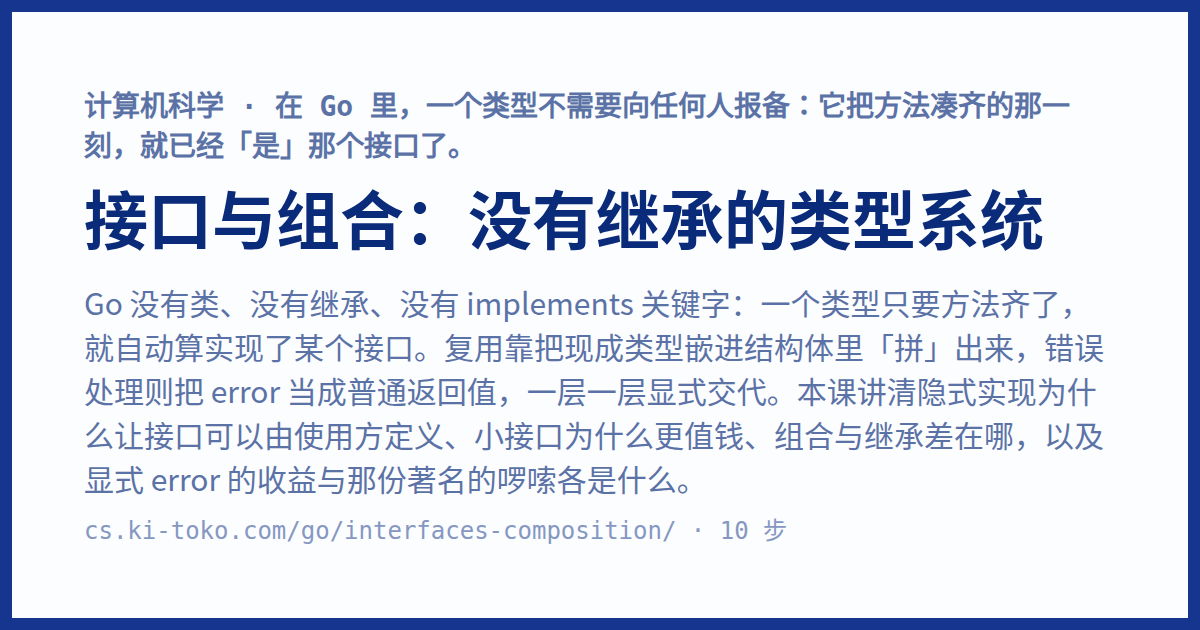 计算机科学 · 在 Go 里，一个类型不需要向任何人报备：它把方法凑齐的那一
刻，就已经「是」那个接口了。
接口与组合：没有继承的类型系统
Go 没有类、没有继承、没有 implements 关键字：一个类型只要方法齐了，
就自动算实现了某个接口。复用靠把现成类型嵌进结构体里「拼」出来，错误
处理则把 error 当成普通返回值，一层一层显式交代。本课讲清隐式实现为什
么让接口可以由使用方定义、小接口为什么更值钱、组合与继承差在哪，以及
显式 error 的收益与那份著名的啰嗦各是什么。
cs.ki-toko.com/go/interfaces-composition/ · 10 步